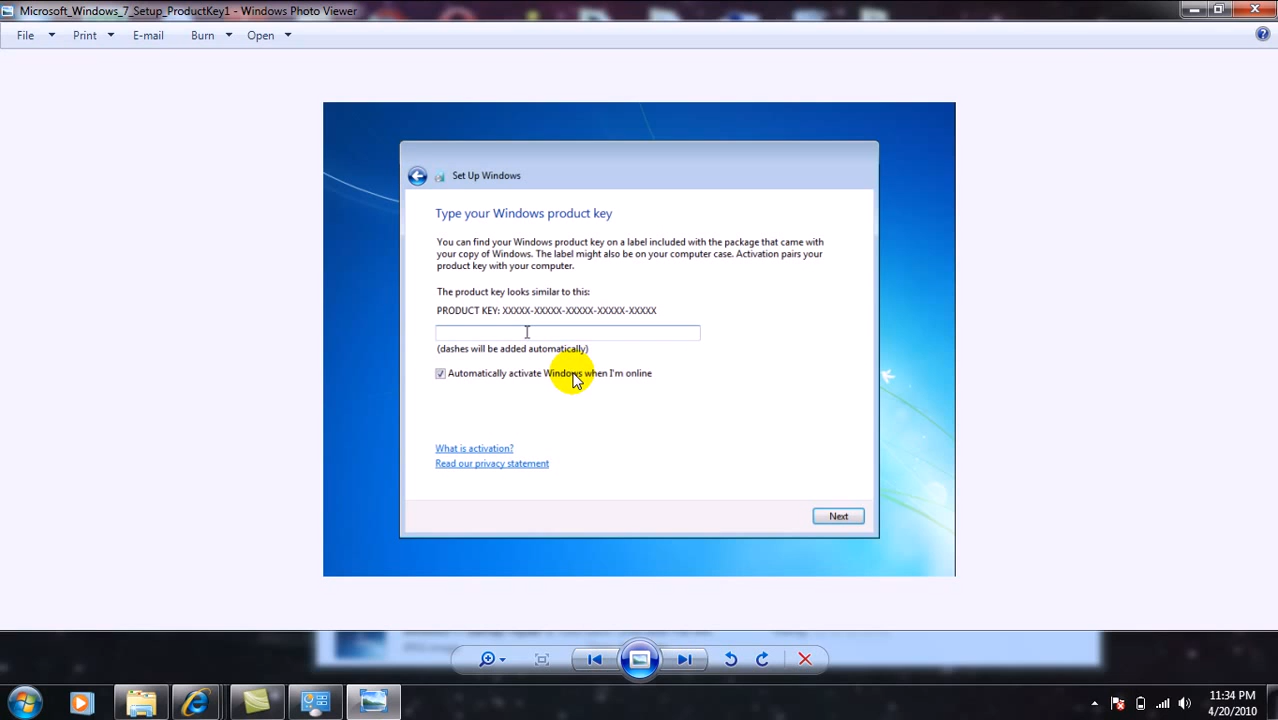 Microsoft_Windows_7_Setup_ProductKey1 - Windows Photo Viewer
File Print E-mail Burn Open
Set Up Windows
Type your Windows product key
You can find your Windows product key on a label included with the package that came with
your copy of Windows. The label might also be on your computer case. Activation pairs your
product key with your computer.
The product key looks similar to this:
PRODUCT KEY: XXXXX-XXXXX-XXXXX-XXXXX-XXXXX
(dashes will be added automatically)
Automatically activate Windows when I'm online
What is activation?
Read our privacy statement
Next
11:34 PM
4/20/2010